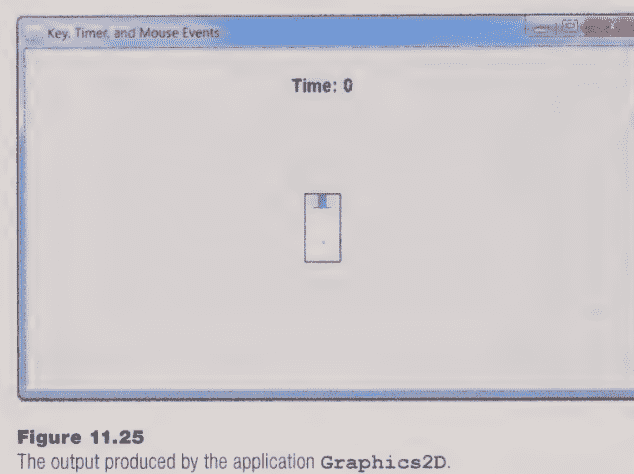 Key, Timer, and Mouse Events
Time: 0
Figure 11.25
The output produced by the application Graphics2D.